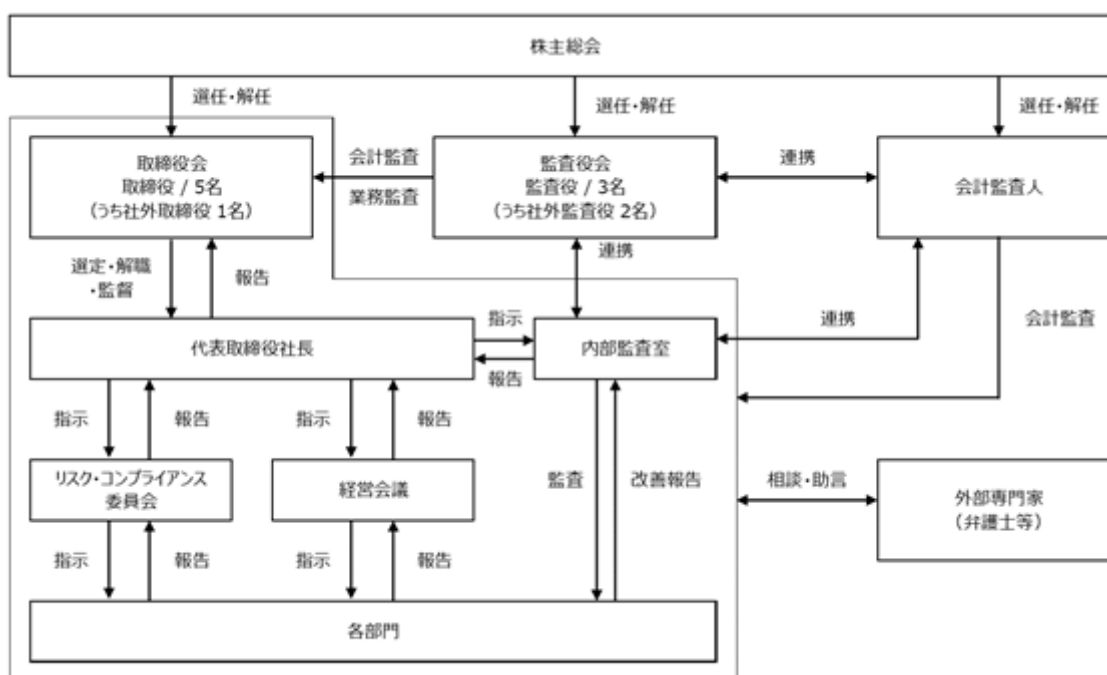 株主総会
選任・解任
選任・解任
選任・解任
取締役会
取締役 / 5名
(うち社外取締役 1名)
会計監査
業務監査
監査役会
監査役 / 3名
(うち社外監査役 2名)
連携
会計監査人
選定・解職
・監督
報告
連携
代表取締役社長
指示
報告
内部監査室
連携
会計監査
指示
報告
指示
報告
リスク・コンプライアンス
委員会
経営会議
監査
改善報告
相談・助言
外部専門家
(弁護士等)
指示
報告
指示
報告
各部門